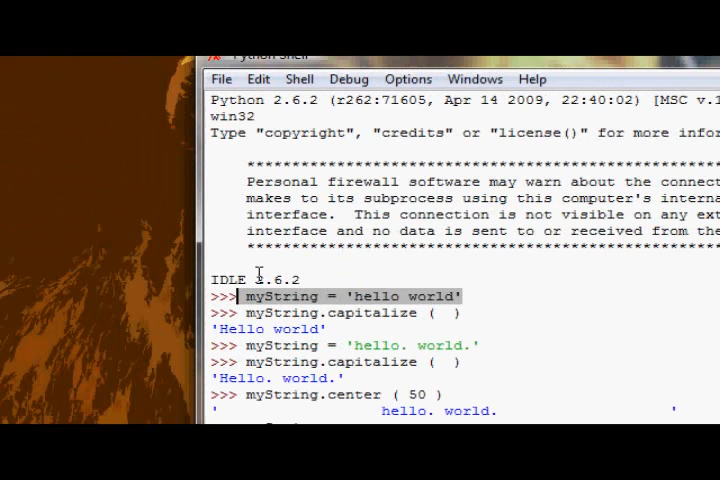 Python Shell
File Edit Shell Debug Options Windows Help
Python 2.6.2 (r262:71605, Apr 14 2009, 22:40:02) [MSC v.1
win32
Type "copyright", "credits" or "license()" for more infor
****************************************************************
Personal firewall software may warn about the connect
makes to its subprocess using this computer's interna
interface. This connection is not visible on any ext
interface and no data is sent to or received from the
****************************************************************
IDLE 2.6.2
>>> myString = 'hello world'
>>> myString.capitalize ( )
'Hello world'
>>> myString = 'hello. world.'
>>> myString.capitalize ( )
'Hello. world.'
>>> myString.center ( 50 )
'                  hello. world.                   '